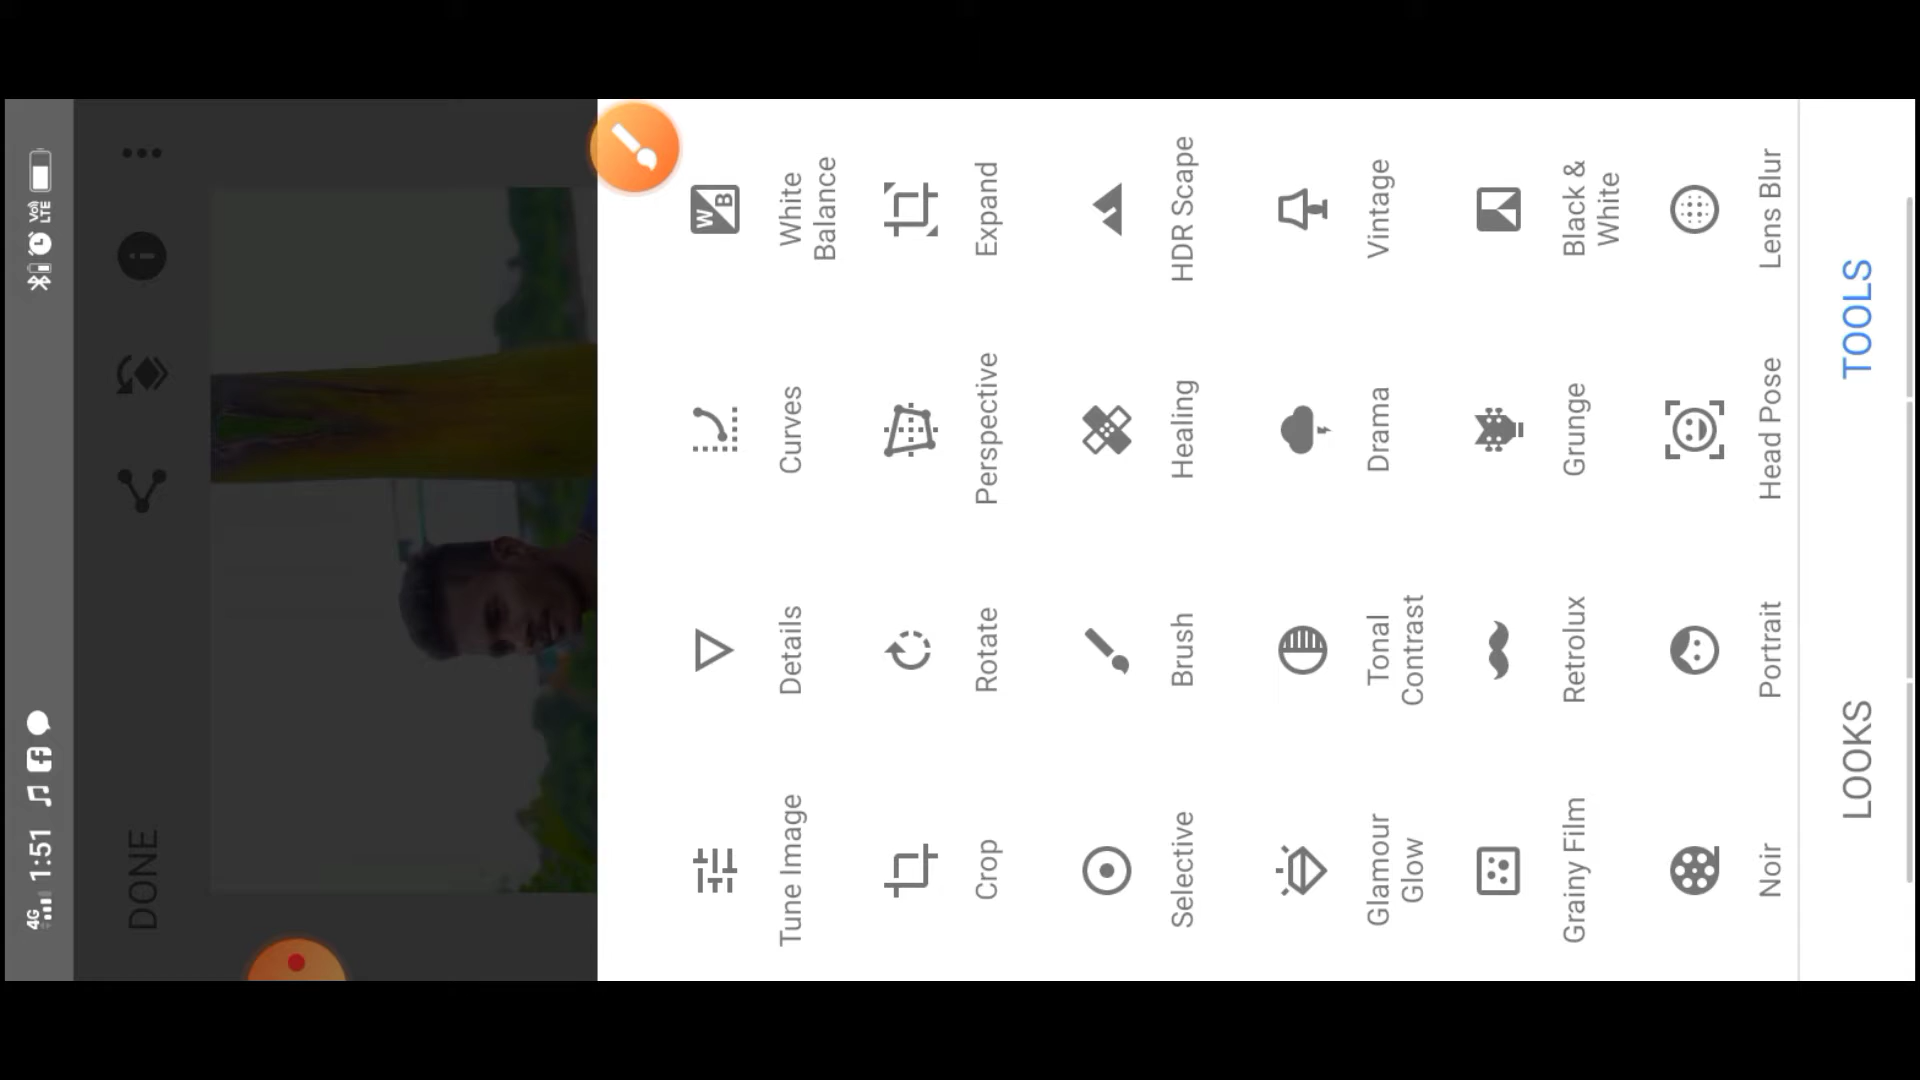 4G 1:51
VoLTE
DONE
Tune Image
Details
Curves
W B
White
Balance
Crop
Rotate
Perspective
Expand
Selective
Brush
Healing
HDR Scape
Glamour
Glow
Tonal
Contrast
Drama
Vintage
Grainy Film
Retrolux
Grunge
Black &
White
Noir
Portrait
Head Pose
Lens Blur
LOOKS
TOOLS